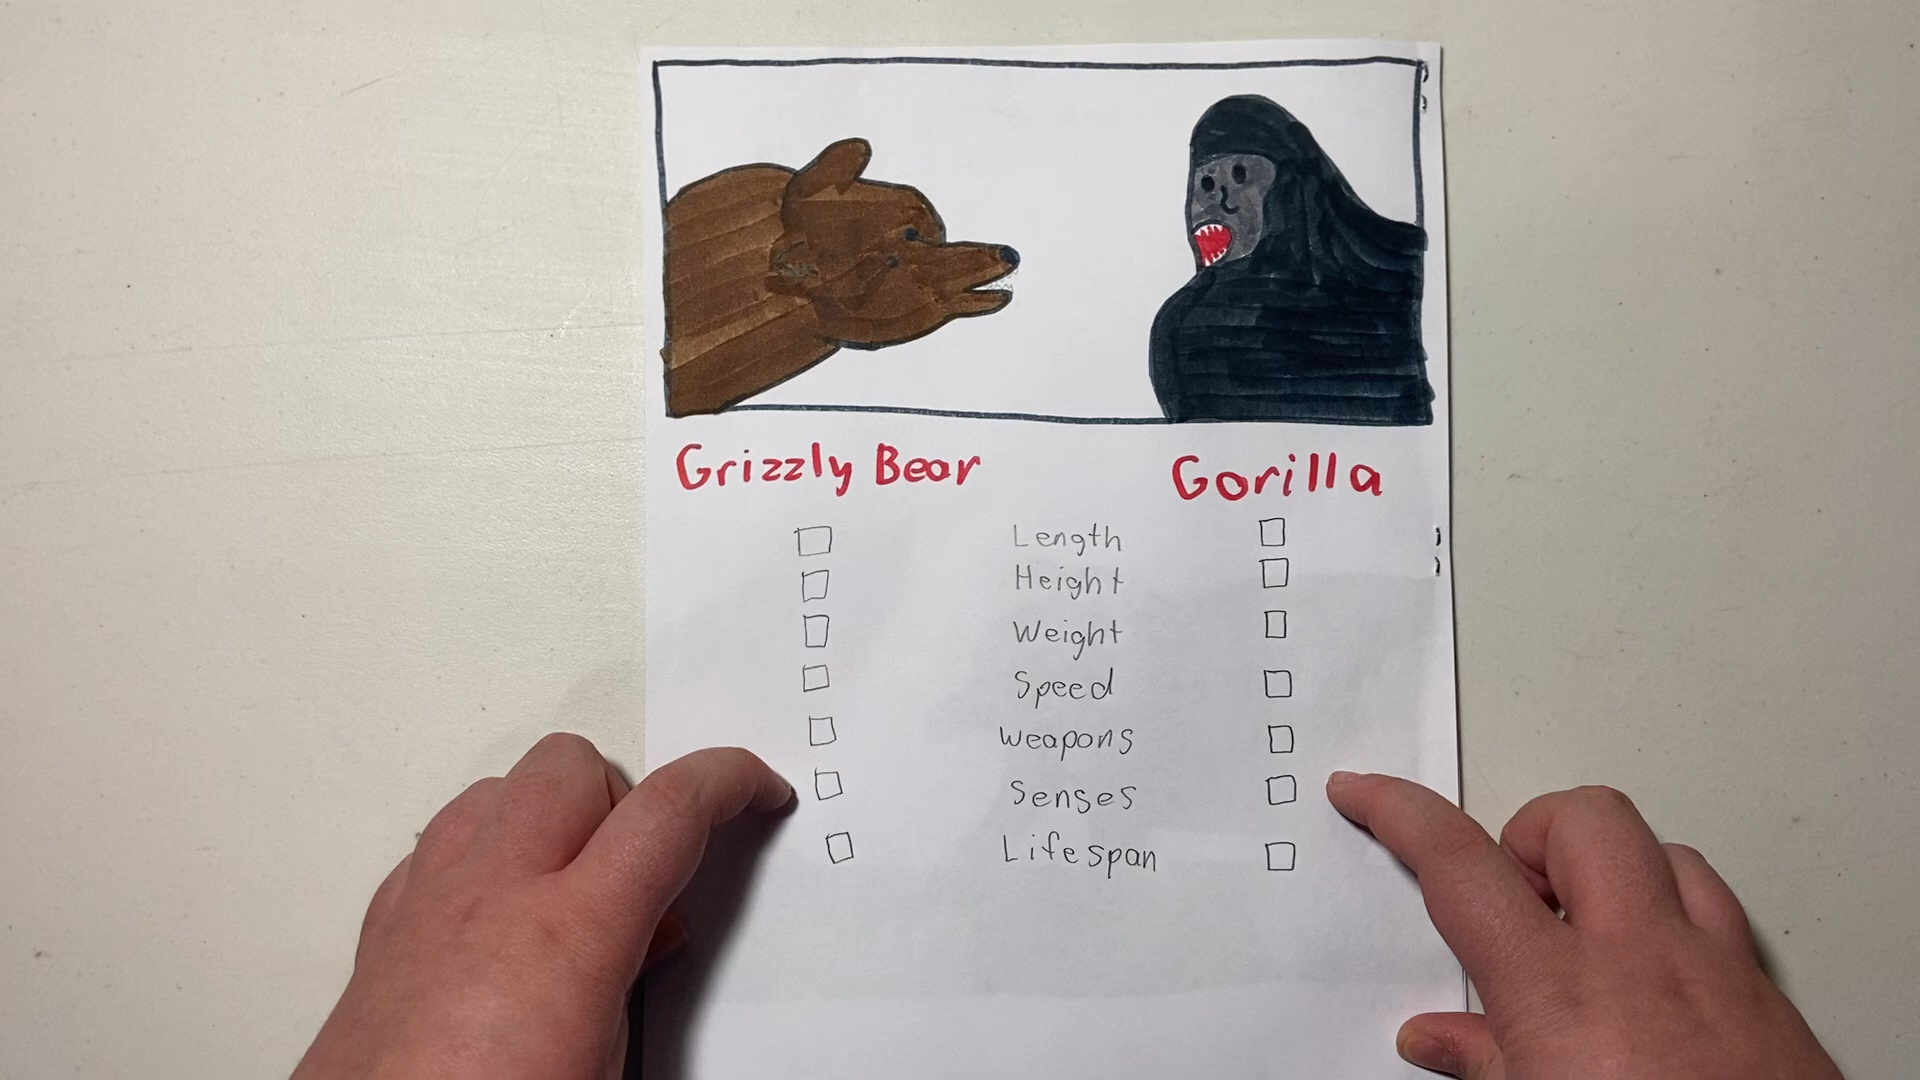 Grizzly Bear Gorilla
Length
Height
Weight
Speed
Weapons
Senses
Lifespan